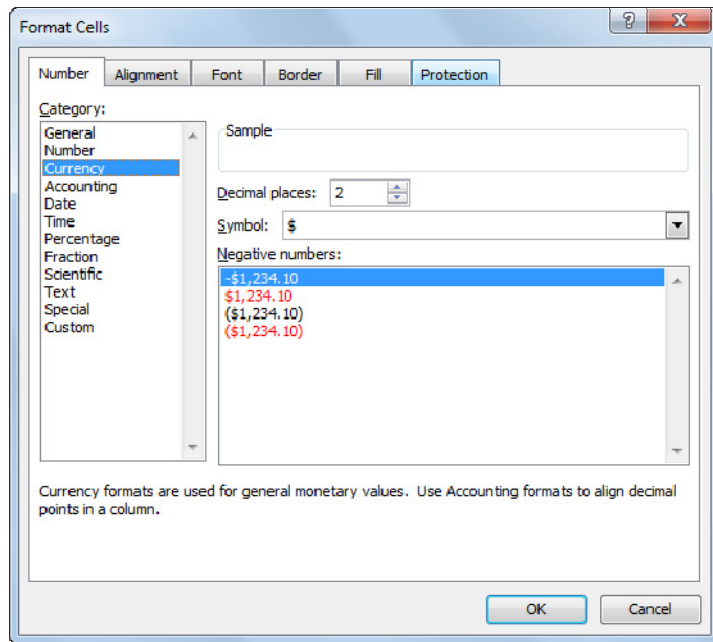 Format Cells
Number Alignment Font Border Fill Protection
Category:
General
Number
Currency
Accounting
Date
Time
Percentage
Fraction
Scientific
Text
Special
Custom
Sample
Decimal places: 2
Symbol: $
Negative numbers:
-$1,234.10
$1,234.10
($1,234.10)
($1,234.10)
Currency formats are used for general monetary values. Use Accounting formats to align decimal
points in a column.
OK Cancel